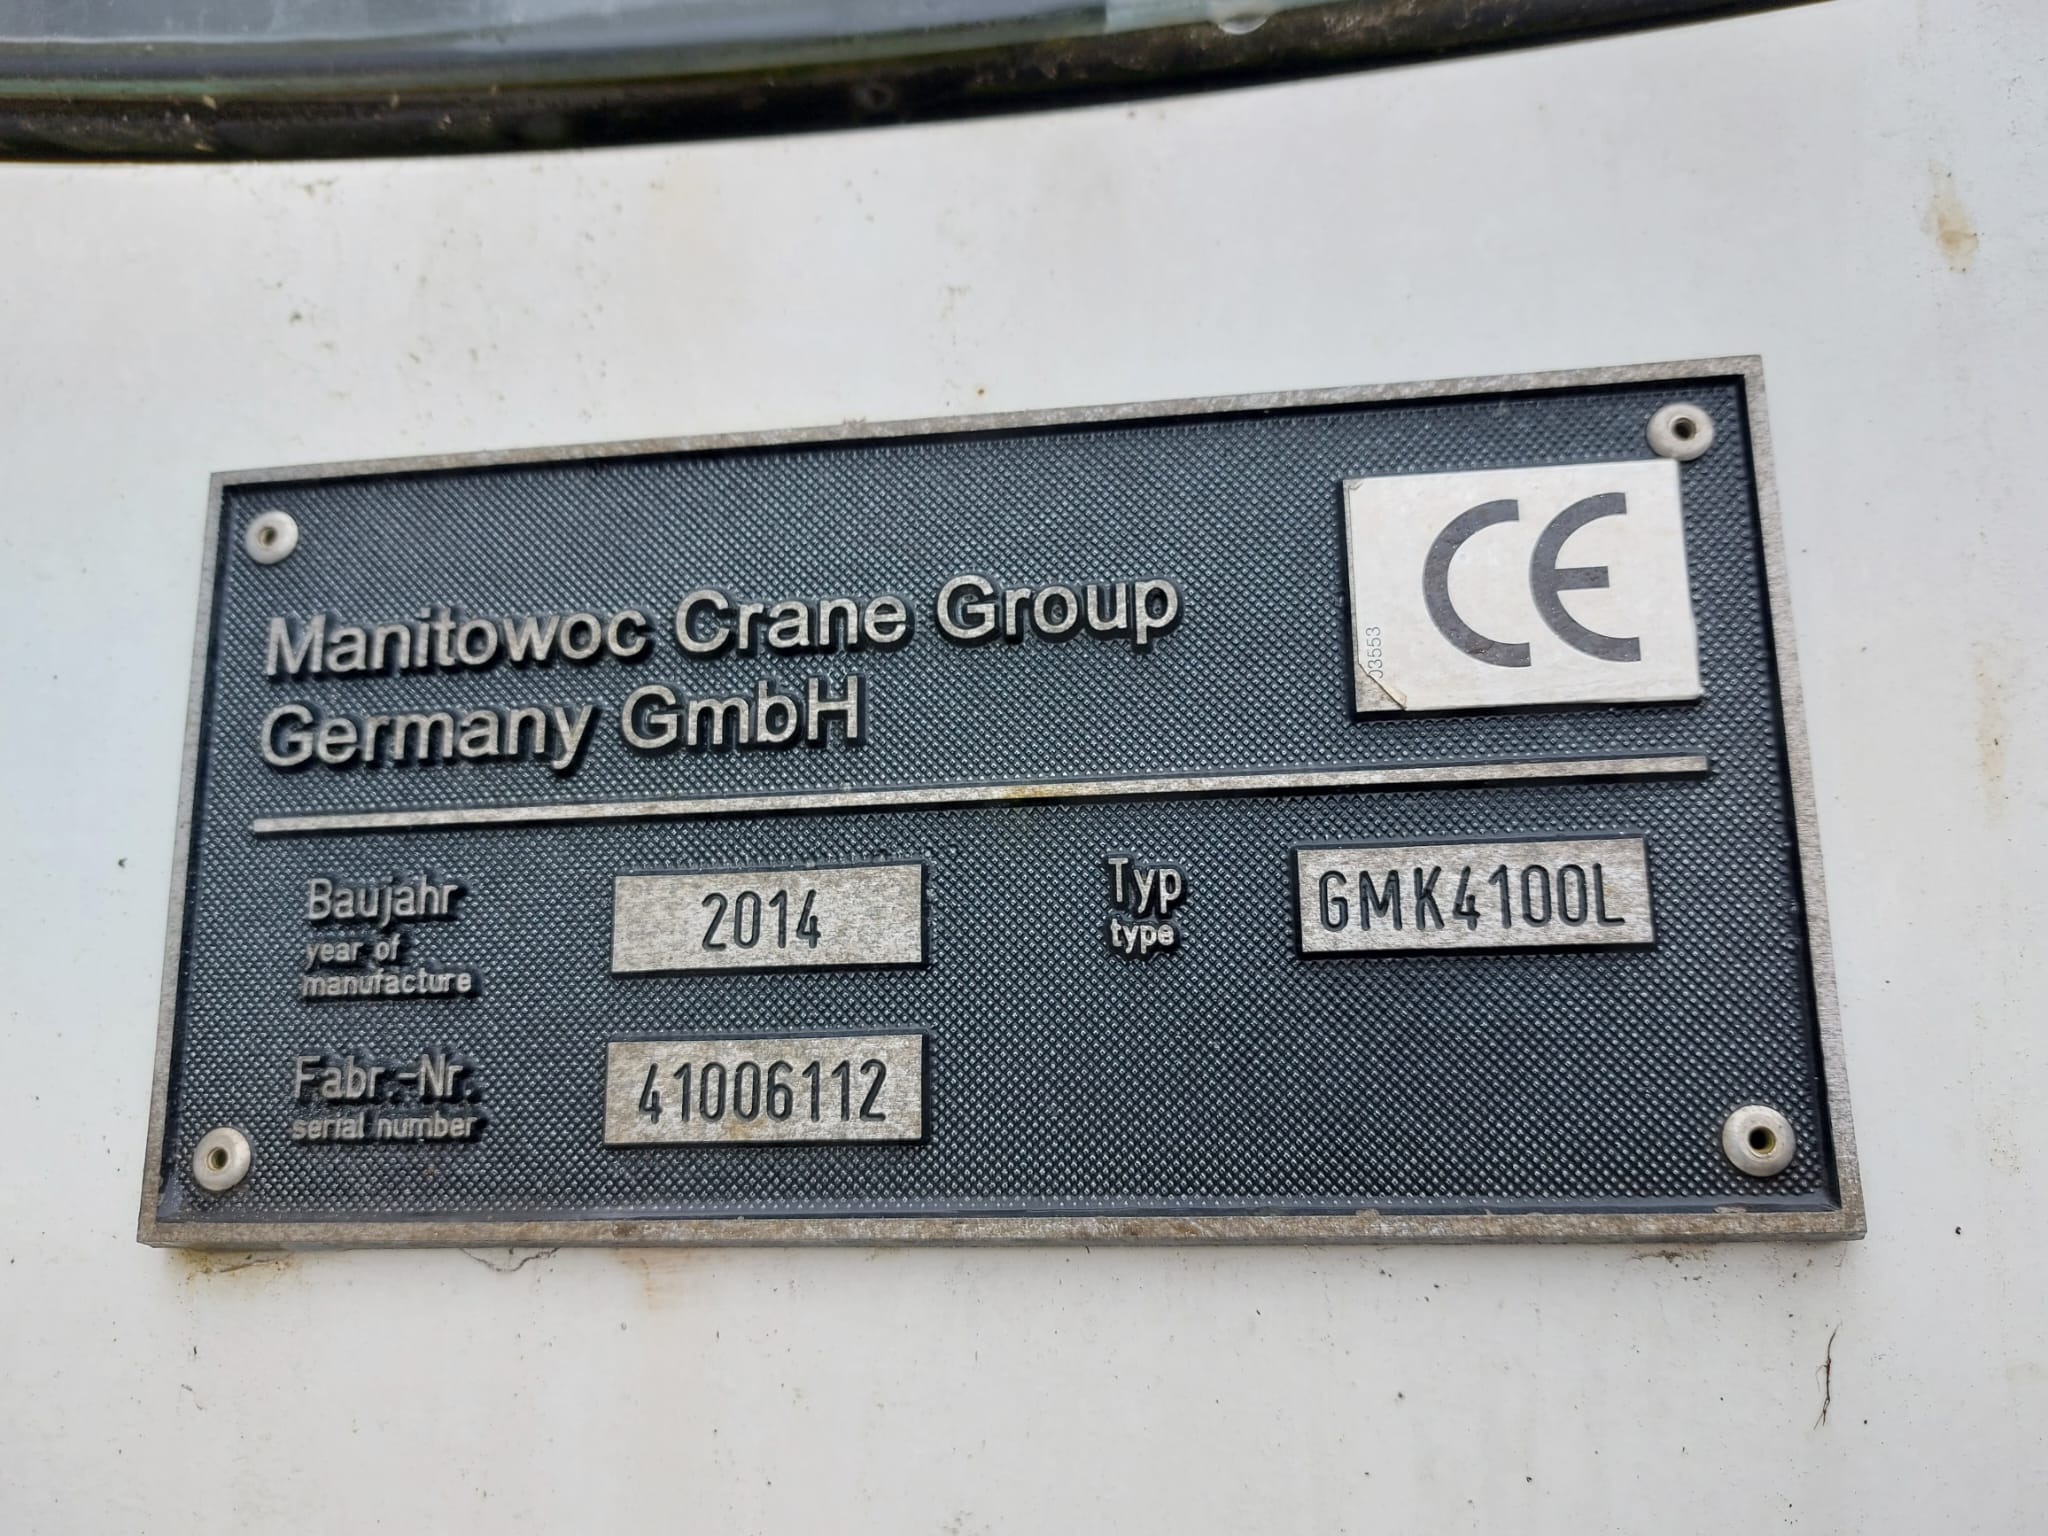 Manitowoc Crane Group
Germany GmbH
CE
03553
Baujahr
year of
manufacture
2014
Typ
type
GMK4100L
Fabr.-Nr.
serial number
41006112